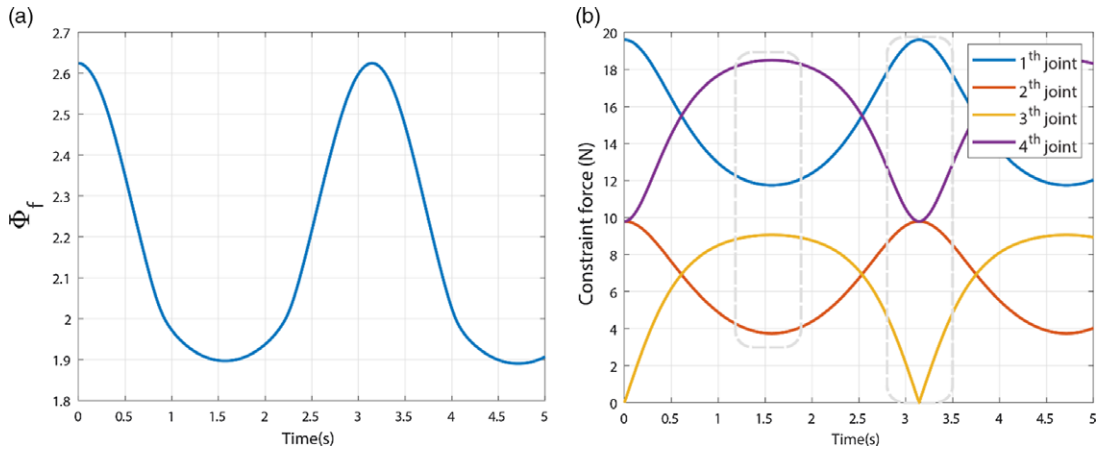 (a)
2.7
2.6
2.5
2.4
2.3
2.2
2.1
2
1.9
1.8
Φf
0 0.5 1 1.5 2 2.5 3 3.5 4 4.5 5
Time(s)
(b)
20
18
16
14
12
10
8
6
4
2
0
Constraint force (N)
1th joint
2th joint
3th joint
4th joint
0 0.5 1 1.5 2 2.5 3 3.5 4 4.5 5
Time(s)